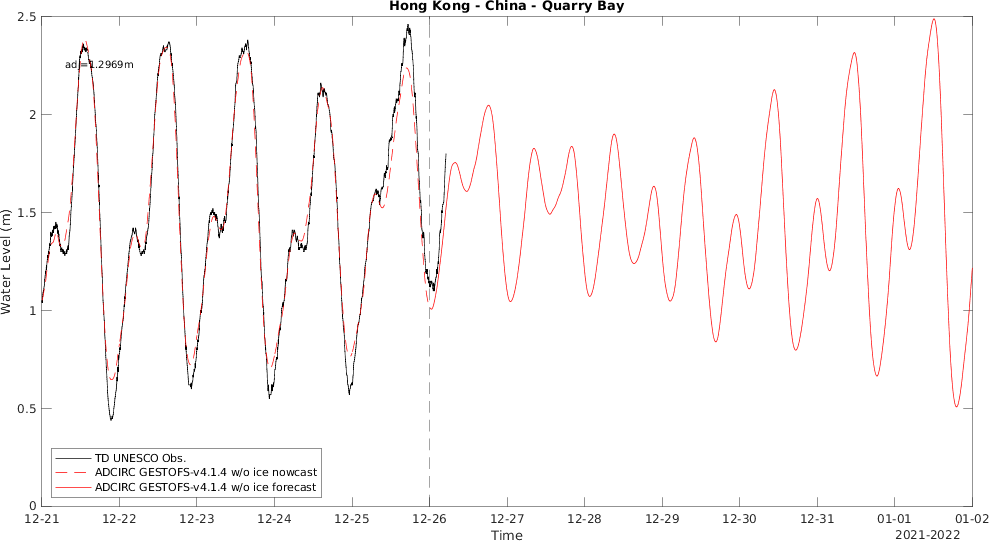 Hong Kong - China - Quarry Bay
2.5
2
1.5
1
0.5
0
Water Level (m)
ad = 1.2969m
TD UNESCO Obs.
ADCIRC GESTOFS-v4.1.4 w/o ice nowcast
ADCIRC GESTOFS-v4.1.4 w/o ice forecast
12-21 12-22 12-23 12-24 12-25 12-26 12-27 12-28 12-29 12-30 12-31 01-01 01-02
Time
2021-2022